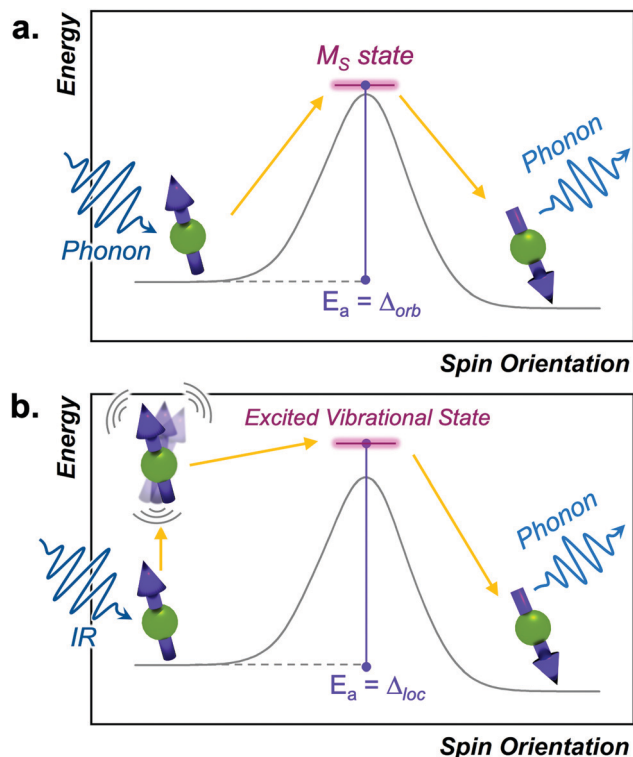 a.
Energy
M_S state
Phonon
Phonon
E_a = Δ_orb
Spin Orientation
b.
Energy
Excited Vibrational State
Phonon
IR
E_a = Δ_loc
Spin Orientation